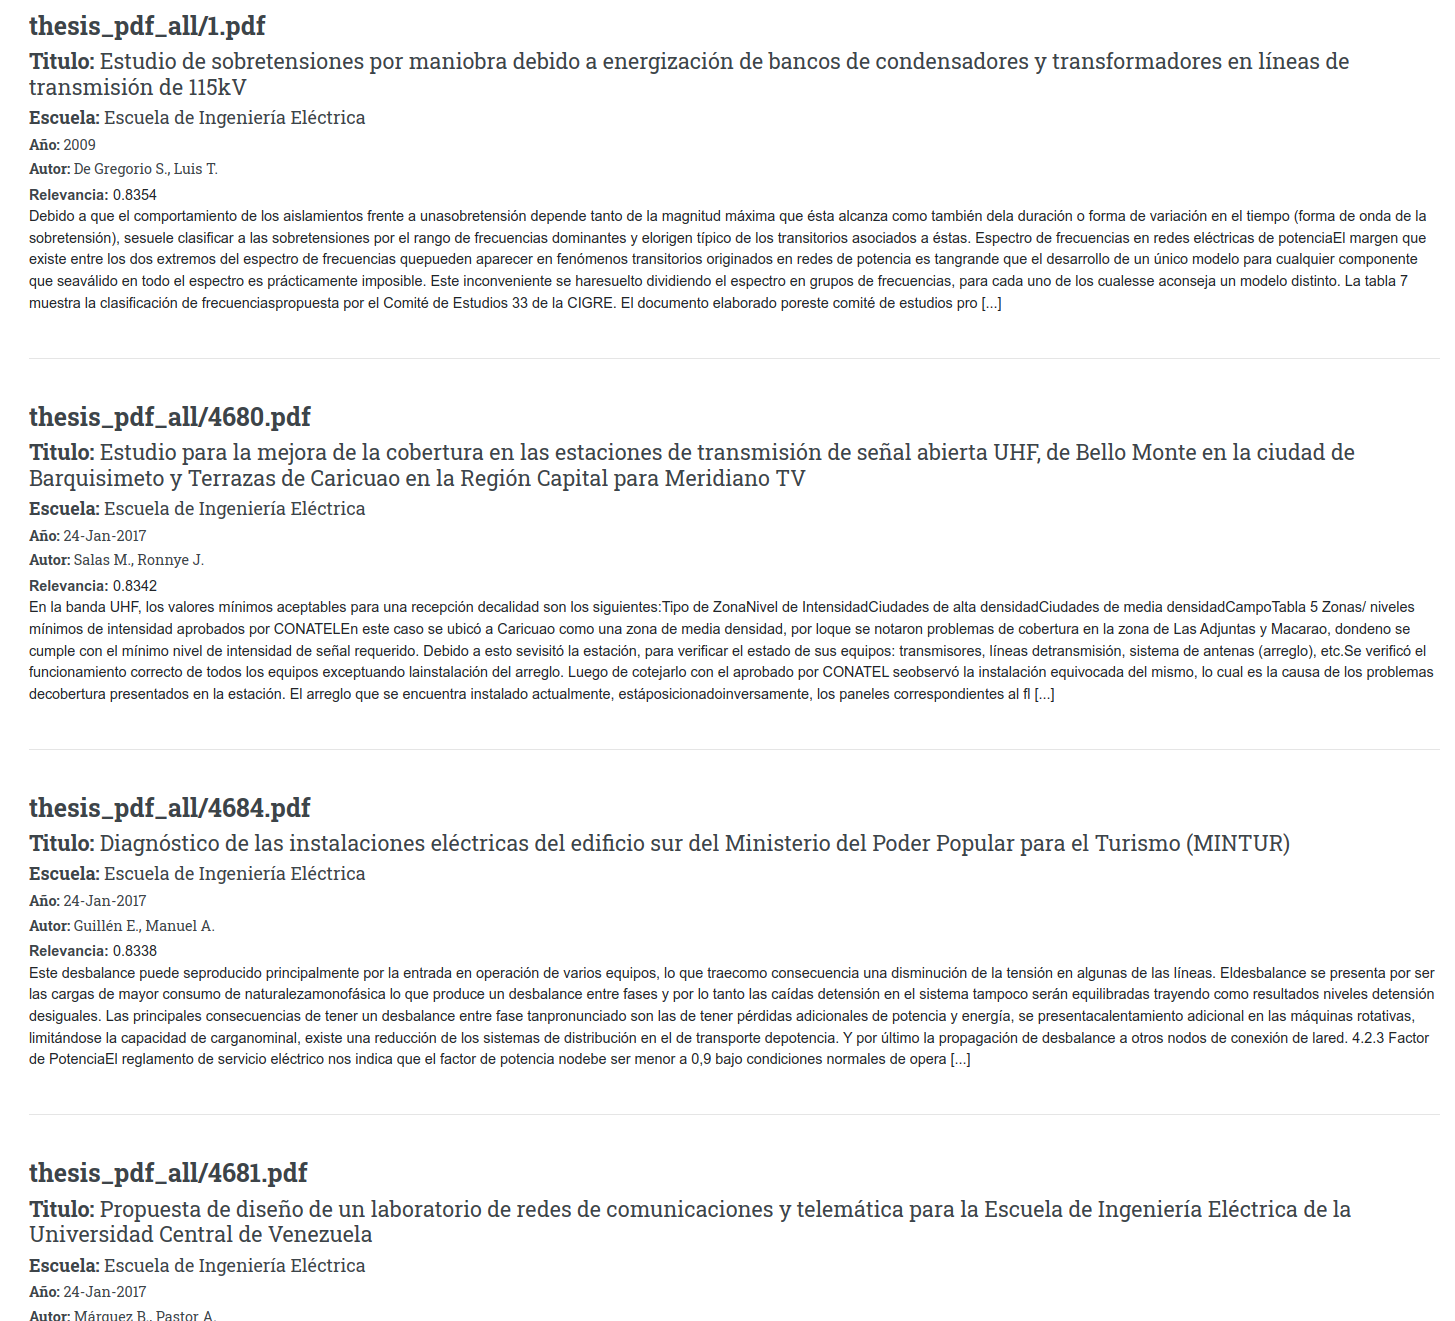 thesis_pdf_all/1.pdf
Titulo: Estudio de sobretensiones por maniobra debido a energización de bancos de condensadores y transformadores en líneas de
transmisión de 115kV
Escuela: Escuela de Ingeniería Eléctrica
Año: 2009
Autor: De Gregorio S., Luis T.
Relevancia: 0.8354
Debido a que el comportamiento de los aislamientos frente a unasobretensión depende tanto de la magnitud máxima que ésta alcanza como también dela duración o forma de variación en el tiempo (forma de onda de la
sobretensión), sesuele clasificar a las sobretensiones por el rango de frecuencias dominantes y elorigen típico de los transitorios asociados a éstas. Espectro de frecuencias en redes eléctricas de potenciaEl margen que
existe entre los dos extremos del espectro de frecuencias quepueden aparecer en fenómenos transitorios originados en redes de potencia es tangrande que el desarrollo de un único modelo para cualquier componente
que seaválido en todo el espectro es prácticamente imposible. Este inconveniente se haresuelto dividiendo el espectro en grupos de frecuencias, para cada uno de los cualesse aconseja un modelo distinto. La tabla 7
muestra la clasificación de frecuenciaspropuesta por el Comité de Estudios 33 de la CIGRE. El documento elaborado poreste comité de estudios pro [...]
thesis_pdf_all/4680.pdf
Titulo: Estudio para la mejora de la cobertura en las estaciones de transmisión de señal abierta UHF, de Bello Monte en la ciudad de
Barquisimeto y Terrazas de Caricuao en la Región Capital para Meridiano TV
Escuela: Escuela de Ingeniería Eléctrica
Año: 24-Jan-2017
Autor: Salas M., Ronnye J.
Relevancia: 0.8342
En la banda UHF, los valores mínimos aceptables para una recepción decalidad son los siguientes:Tipo de ZonaNivel de IntensidadCiudades de alta densidadCiudades de media densidadCampoTabla 5 Zonas/ niveles
mínimos de intensidad aprobados por CONATELEn este caso se ubicó a Caricuao como una zona de media densidad, por loque se notaron problemas de cobertura en la zona de Las Adjuntas y Macarao, dondeno se
cumple con el mínimo nivel de intensidad de señal requerido. Debido a esto sevisitó la estación, para verificar el estado de sus equipos: transmisores, líneas detransmisión, sistema de antenas (arreglo), etc.Se verificó el
funcionamiento correcto de todos los equipos exceptuando lainstalación del arreglo. Luego de cotejarlo con el aprobado por CONATEL seobservó la instalación equivocada del mismo, lo cual es la causa de los problemas
decobertura presentados en la estación. El arreglo que se encuentra instalado actualmente, estáposicionadoinversamente, los paneles correspondientes al fl [...]
thesis_pdf_all/4684.pdf
Titulo: Diagnóstico de las instalaciones eléctricas del edificio sur del Ministerio del Poder Popular para el Turismo (MINTUR)
Escuela: Escuela de Ingeniería Eléctrica
Año: 24-Jan-2017
Autor: Guillén E., Manuel A.
Relevancia: 0.8338
Este desbalance puede seproducido principalmente por la entrada en operación de varios equipos, lo que traecomo consecuencia una disminución de la tensión en algunas de las líneas. Eldesbalance se presenta por ser
las cargas de mayor consumo de naturalezamonofásica lo que produce un desbalance entre fases y por lo tanto las caídas detensión en el sistema tampoco serán equilibradas trayendo como resultados niveles detensión
desiguales. Las principales consecuencias de tener un desbalance entre fase tanpronunciado son las de tener pérdidas adicionales de potencia y energía, se presentacalentamiento adicional en las máquinas rotativas,
limitándose la capacidad de carganominal, existe una reducción de los sistemas de distribución en el de transporte depotencia. Y por último la propagación de desbalance a otros nodos de conexión de lared. 4.2.3 Factor
de PotenciaEl reglamento de servicio eléctrico nos indica que el factor de potencia nodebe ser menor a 0,9 bajo condiciones normales de opera [...]
thesis_pdf_all/4681.pdf
Titulo: Propuesta de diseño de un laboratorio de redes de comunicaciones y telemática para la Escuela de Ingeniería Eléctrica de la
Universidad Central de Venezuela
Escuela: Escuela de Ingeniería Eléctrica
Año: 24-Jan-2017
Autor: Márquez B., Pastor A.